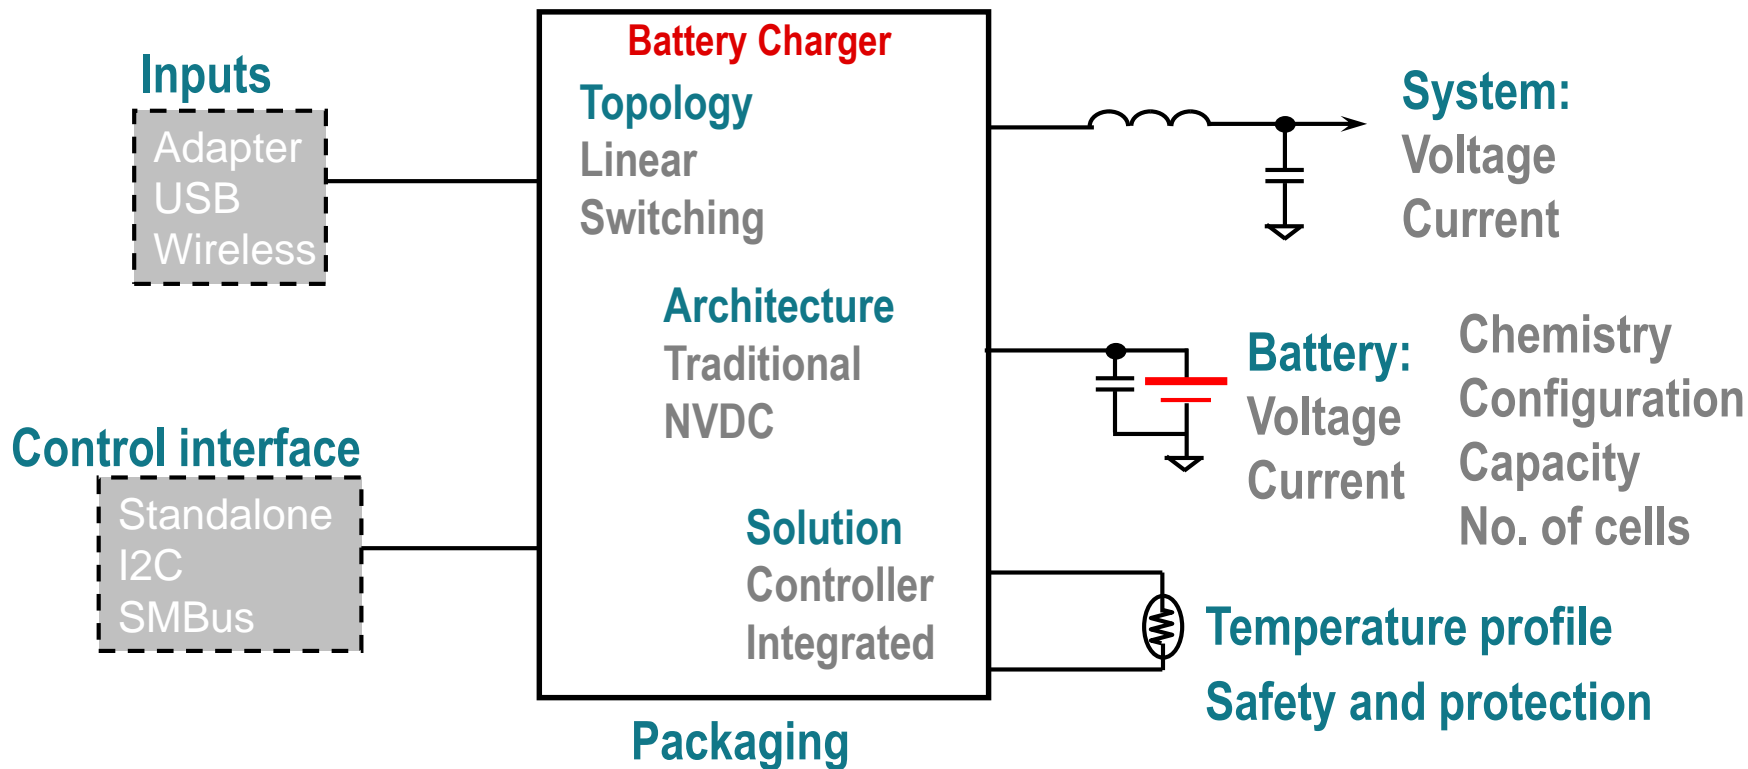 Battery Charger
Inputs
Adapter
USB
Wireless
Control interface
Standalone
I2C
SMBus
Topology
Linear
Switching
Architecture
Traditional
NVDC
Solution
Controller
Integrated
Packaging
System:
Voltage
Current
Battery:
Voltage
Current
Chemistry
Configuration
Capacity
No. of cells
Temperature profile
Safety and protection